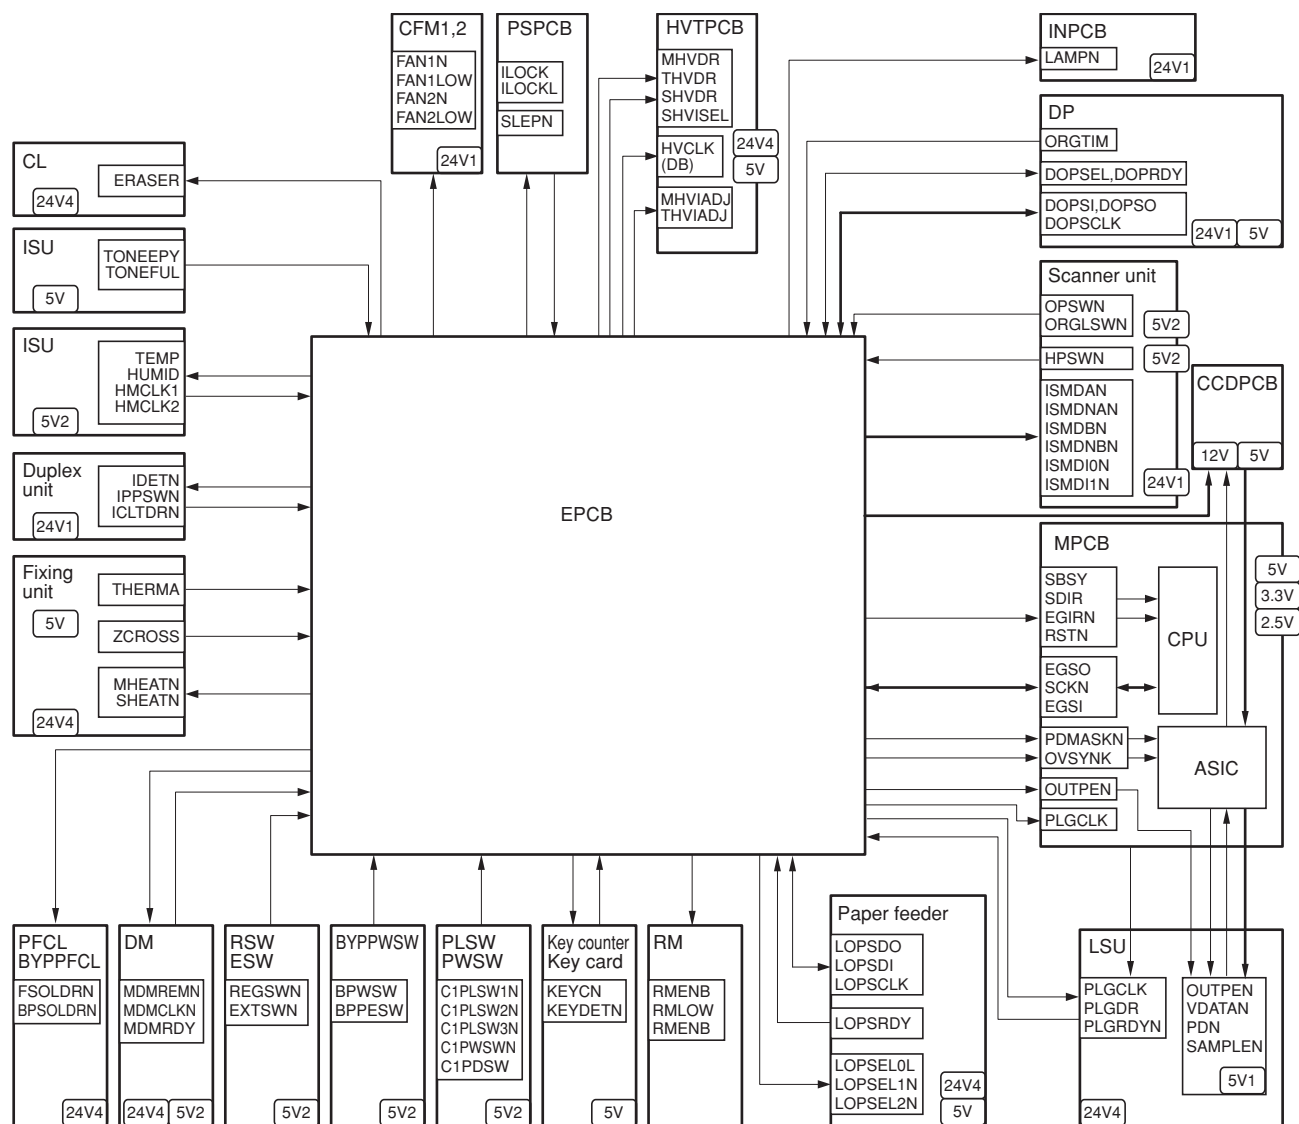 CFM1,2
FAN1N
FAN1LOW
FAN2N
FAN2LOW
24V1
PSPCB
ILOCK
ILOCKL
SLEPN
HVTPCB
MHVDR
THVDR
SHVDR
SHVISEL
HVCLK
(DB)
MHVIADJ
THVIADJ
24V4
5V
INPCB
LAMPN
24V1
DP
ORGTIM
DOPSEL,DOPRDY
DOPSI,DOPSO
DOPSCLK
24V1
5V
CL
ERASER
24V4
ISU
TONEEPY
TONEFUL
5V
ISU
TEMP
HUMID
HMCLK1
HMCLK2
5V2
Duplex
unit
IDETN
IPPSWN
ICLTDRN
24V1
Fixing
unit
5V
THERMA
ZCROSS
MHEATN
SHEATN
24V4
EPCB
Scanner unit
OPSWN
ORGLSWN
5V2
HPSWN
5V2
ISMDAN
ISMDNAN
ISMDBN
ISMDNBN
ISMDI0N
ISMDI1N
24V1
CCDPCB
12V
5V
MPCB
5V
3.3V
2.5V
SBSY
SDIR
EGIRN
RSTN
CPU
EGSO
SCKN
EGSI
PDMASKN
OVSYNK
ASIC
OUTPEN
PLGCLK
PFCL
BYPPFCL
FSOLDRN
BPSOLDRN
24V4
DM
MDMREMN
MDMCLKN
MDMRDY
24V4
5V2
RSW
ESW
REGSWN
EXTSWN
5V2
BYPPWSW
BPWSW
BPPESW
5V2
PLSW
PWSW
C1PLSW1N
C1PLSW2N
C1PLSW3N
C1PWSWN
C1PDSW
5V2
Key counter
Key card
KEYCN
KEYDETN
5V
RM
RMENB
RMLOW
RMENB
Paper feeder
LOPSDO
LOPSDI
LOPSCLK
LOPSRDY
LOPSEL0L
LOPSEL1N
LOPSEL2N
24V4
5V
LSU
PLGCLK
PLGDR
PLGRDYN
OUTPEN
VDATAN
PDN
SAMPLEN
5V1
24V4